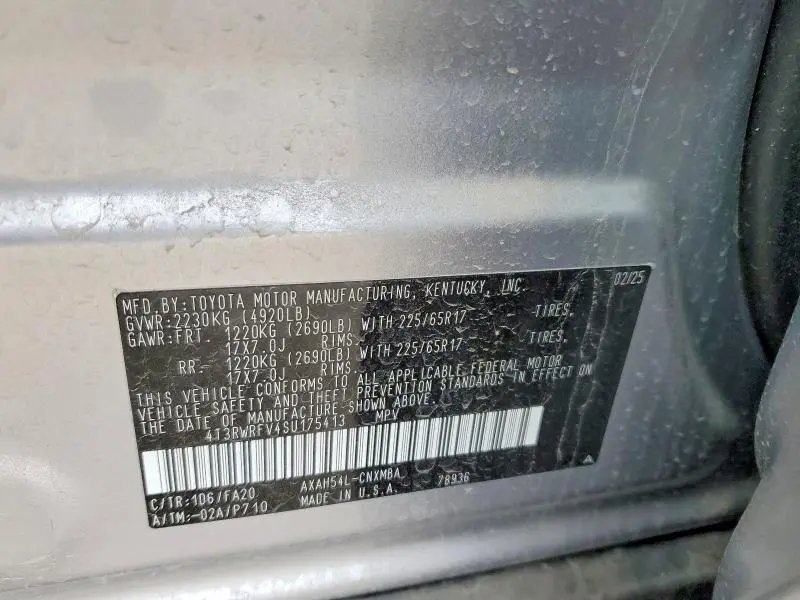 MFD. BY: TOYOTA MOTOR MANUFACTURING, KENTUCKY, INC. 02/25
GVWR: 2230KG (4920LB)
GAWR: FRT. 1220KG (2690LB) WITH 225/65R17 TIRES,
17X7.0J RIMS,
RR. 1220KG (2690LB) WITH 225/65R17 TIRES,
17X7.0J RIMS.
THIS VEHICLE CONFORMS TO ALL APPLICABLE FEDERAL MOTOR
VEHICLE SAFETY AND THEFT PREVENTION STANDARDS IN EFFECT ON
THE DATE OF MANUFACTURE SHOWN ABOVE.
4T3RWRFV4SU175413 MPV
C/TR: 1D6/FA20 AXAH54L-CNXMBA 78936
A/TM: -02A/P710 MADE IN U.S.A.